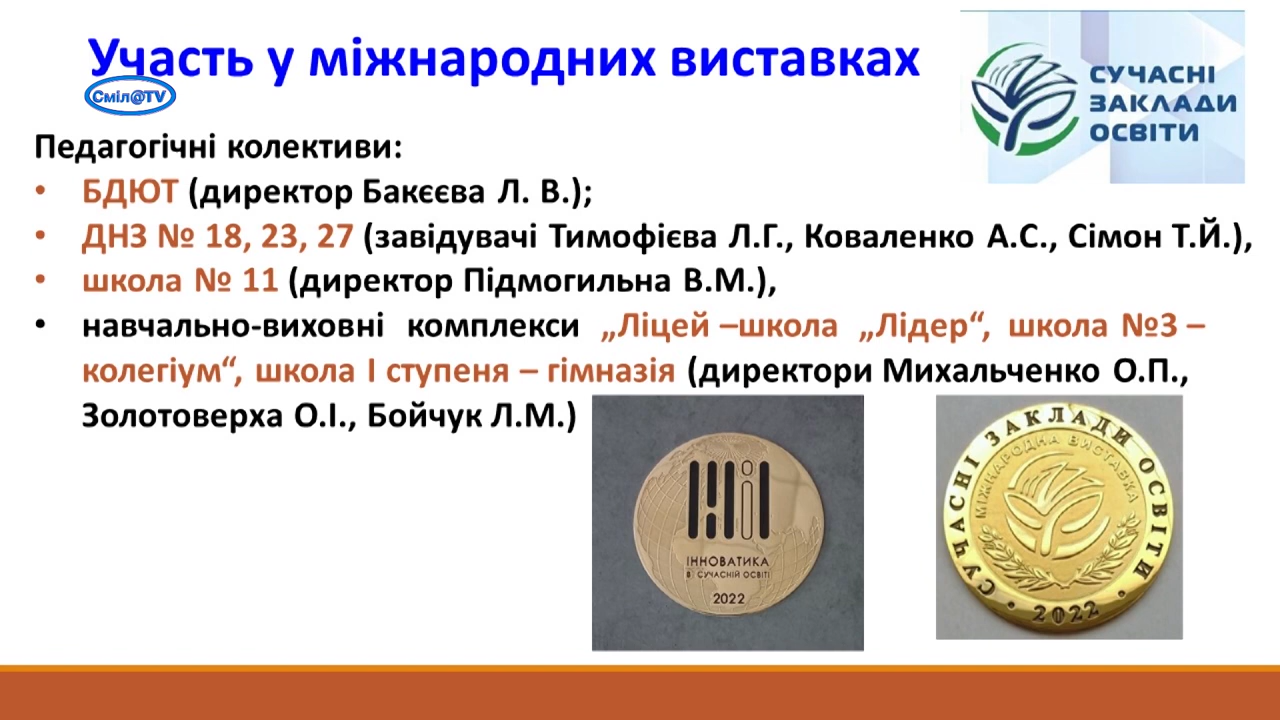 Участь у міжнародних виставках
Сміл@TV
СУЧАСНІ
ЗАКЛАДИ
ОСВІТИ
Педагогічні колективи:
• БДЮТ (директор Бакєєва Л. В.);
• ДНЗ № 18, 23, 27 (завідувачі Тимофієва Л.Г., Коваленко А.С., Сімон Т.Й.),
• школа № 11 (директор Підмогильна В.М.),
• навчально-виховні комплекси „Ліцей –школа „Лідер“, школа №3 –
колегіум“, школа І ступеня – гімназія (директори Михальченко О.П.,
Золотоверха О.І., Бойчук Л.М.)
ІННОВАТИКА
В СУЧАСНІЙ ОСВІТІ
2022
СУЧАСНІ ЗАКЛАДИ ОСВІТИ
МІЖНАРОДНА ВИСТАВКА
• 2022 •